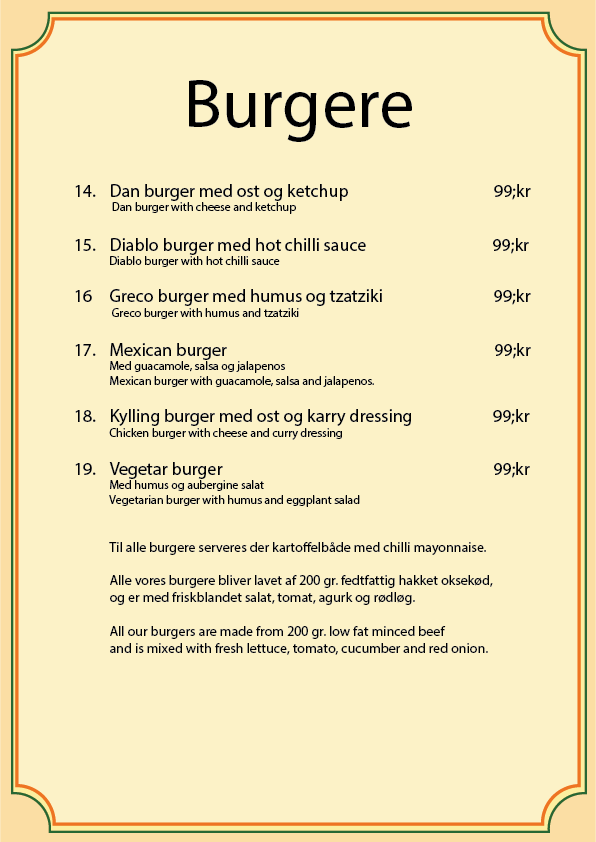 Burgere
14. Dan burger med ost og ketchup 99;kr
Dan burger with cheese and ketchup
15. Diablo burger med hot chilli sauce 99;kr
Diablo burger with hot chilli sauce
16 Greco burger med humus og tzatziki 99;kr
Greco burger with humus and tzatziki
17. Mexican burger 99;kr
Med guacamole, salsa og jalapenos
Mexican burger with guacamole, salsa and jalapenos.
18. Kylling burger med ost og karry dressing 99;kr
Chicken burger with cheese and curry dressing
19. Vegetar burger 99;kr
Med humus og aubergine salat
Vegetarian burger with humus and eggplant salad
Til alle burgere serveres der kartoffelbåde med chilli mayonnaise.
Alle vores burgere bliver lavet af 200 gr. fedtfattig hakket oksekød,
og er med friskblandet salat, tomat, agurk og rødløg.
All our burgers are made from 200 gr. low fat minced beef
and is mixed with fresh lettuce, tomato, cucumber and red onion.